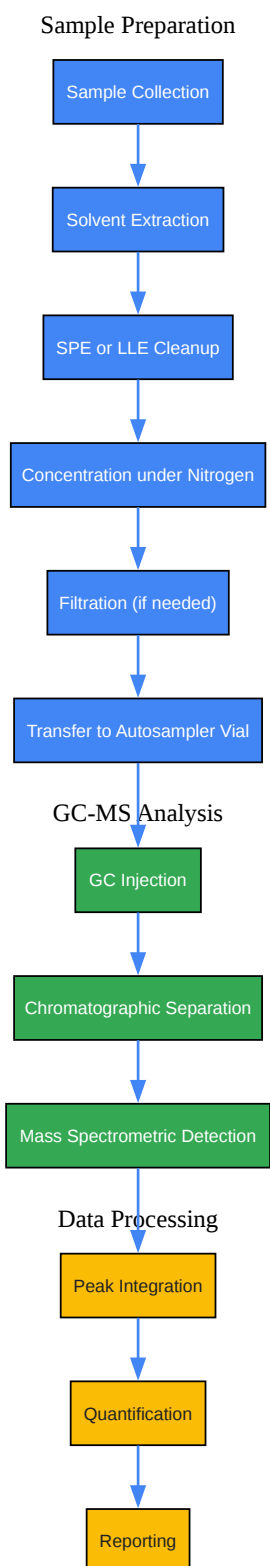 Sample Preparation
Sample Collection
Solvent Extraction
SPE or LLE Cleanup
Concentration under Nitrogen
Filtration (if needed)
Transfer to Autosampler Vial
GC-MS Analysis
GC Injection
Chromatographic Separation
Mass Spectrometric Detection
Data Processing
Peak Integration
Quantification
Reporting